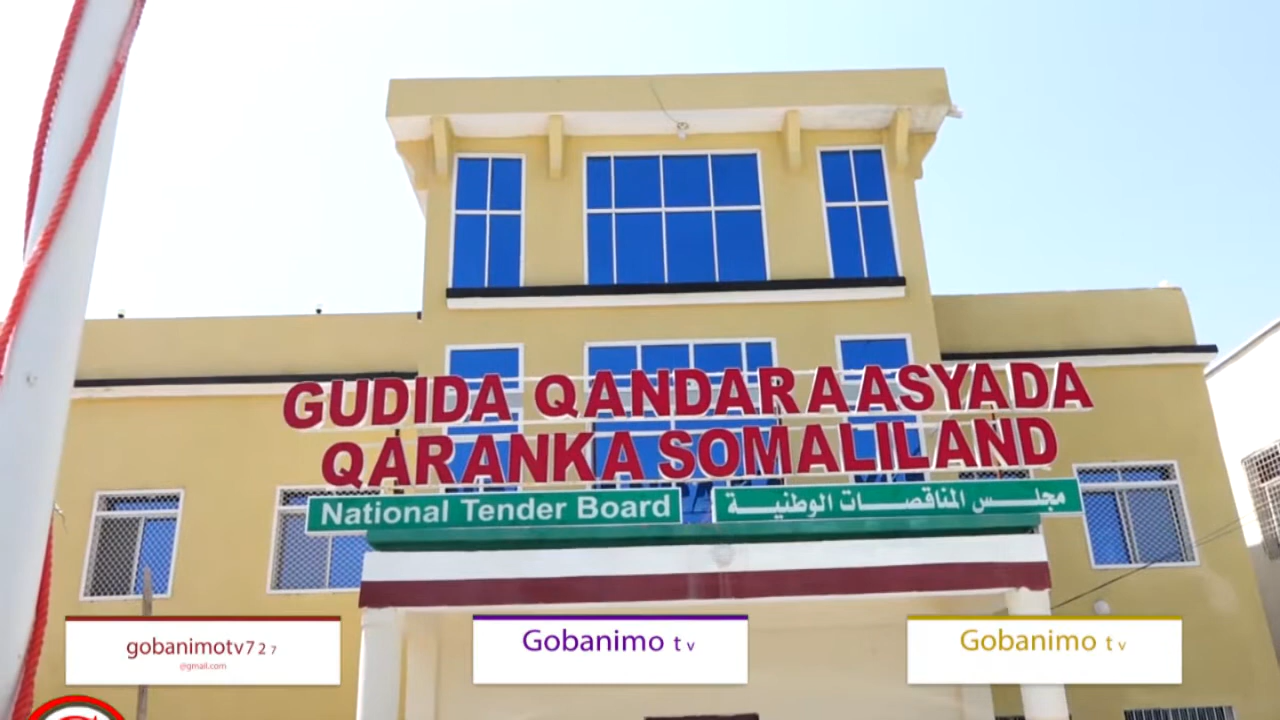 GUDIDA QANDARAASYADA
QARANKA SOMALILAND
National Tender Board
مجلس المناقصات الوطنية
gobanimotv727
@gmail.com
Gobanimo tv
Gobanimo tv